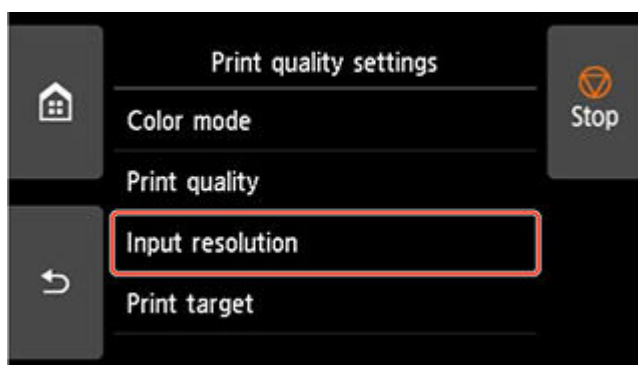 Print quality settings
Stop
Color mode
Print quality
Input resolution
Print target